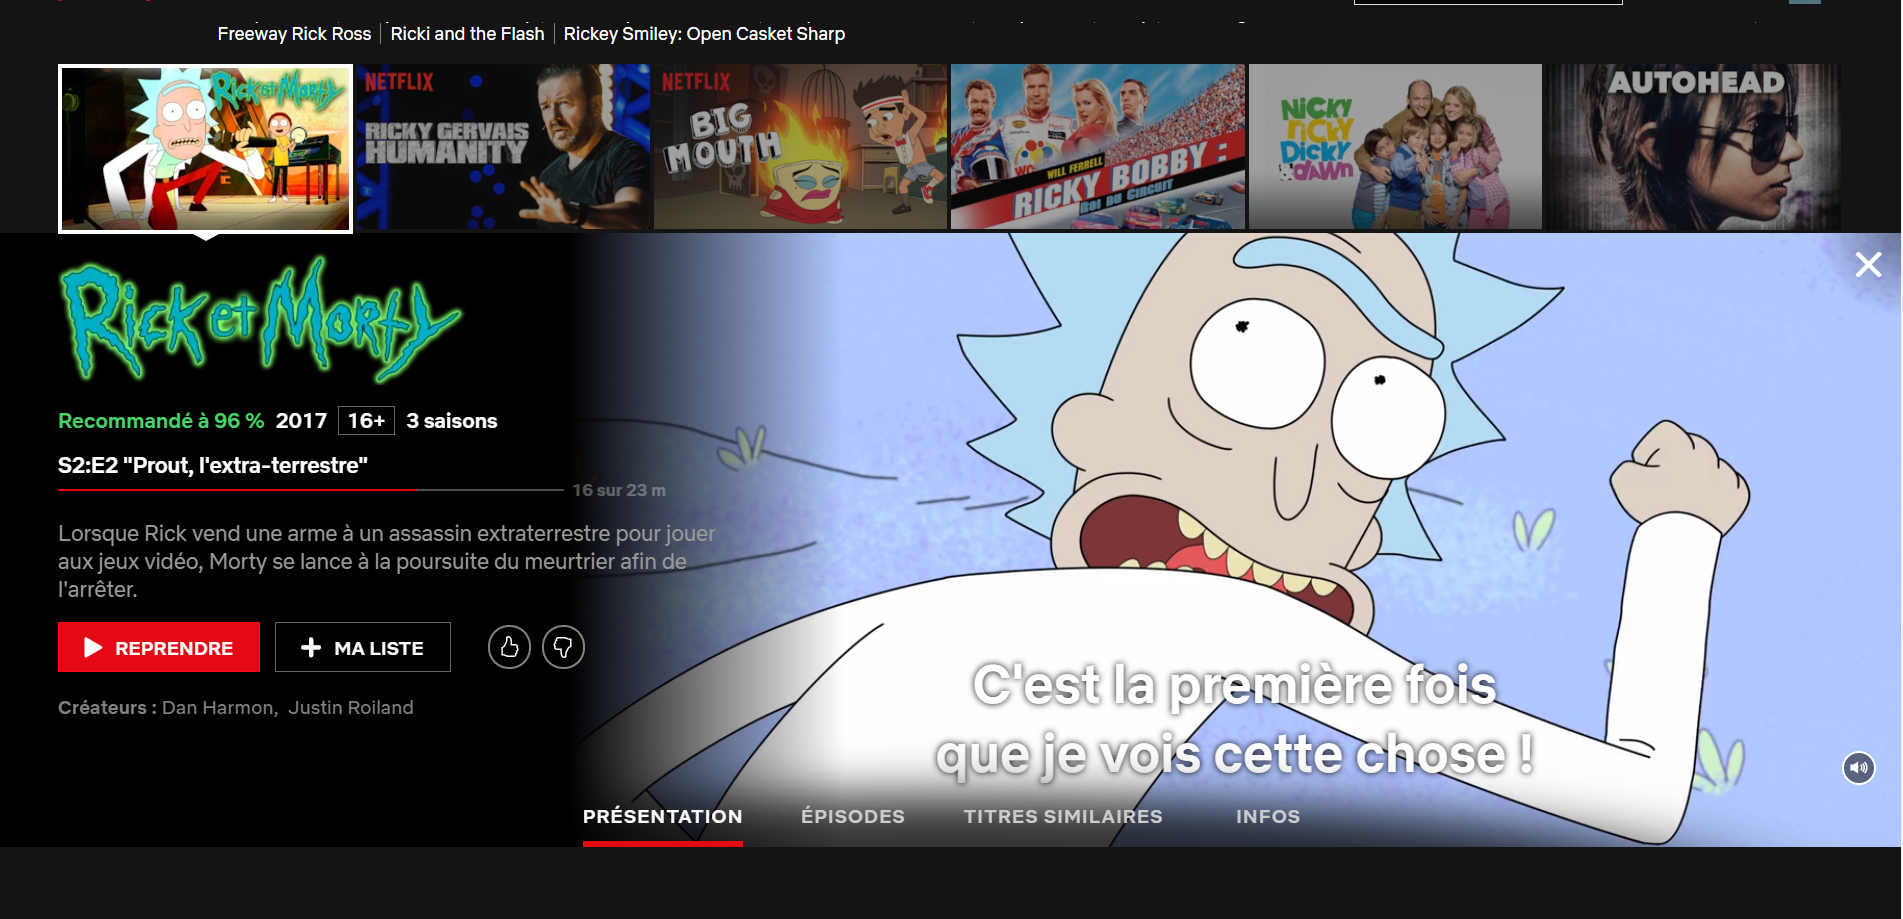 Freeway Rick Ross | Ricki and the Flash | Rickey Smiley: Open Casket Sharp
Rick et Morty
NETFLIX
RICKY GERVAIS
HUMANITY
NETFLIX
BIG
MOUTH
WILL FERRELL
RICKY BOBBY :
ROI DU CIRCUIT
NICKY
RICKY
DICKY
& DAWN
AUTOHEAD
Rick et Morty
Recommandé à 96 % 2017 16+ 3 saisons
S2:E2 "Prout, l'extra-terrestre"
16 sur 23 m
Lorsque Rick vend une arme à un assassin extraterrestre pour jouer
aux jeux vidéo, Morty se lance à la poursuite du meurtrier afin de
l'arrêter.
REPRENDRE
MA LISTE
Créateurs : Dan Harmon, Justin Roiland
C'est la première fois
que je vois cette chose !
PRÉSENTATION
ÉPISODES
TITRES SIMILAIRES
INFOS